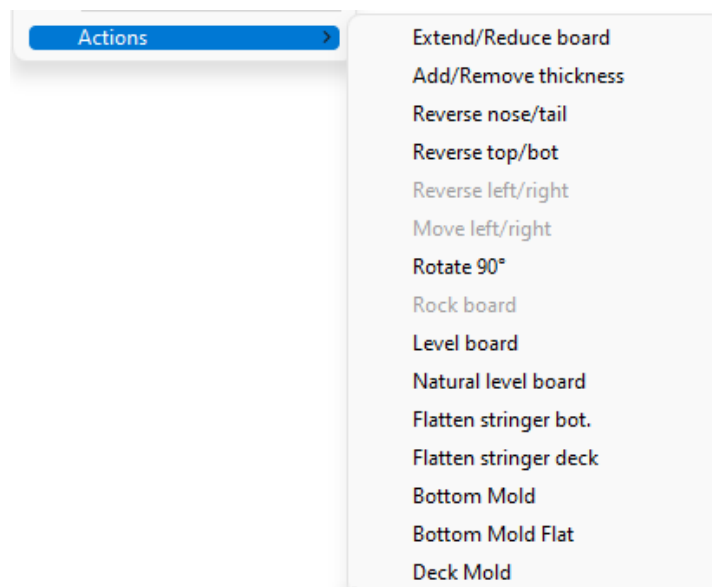 Actions
Extend/Reduce board
Add/Remove thickness
Reverse nose/tail
Reverse top/bot
Reverse left/right
Move left/right
Rotate 90°
Rock board
Level board
Natural level board
Flatten stringer bot.
Flatten stringer deck
Bottom Mold
Bottom Mold Flat
Deck Mold